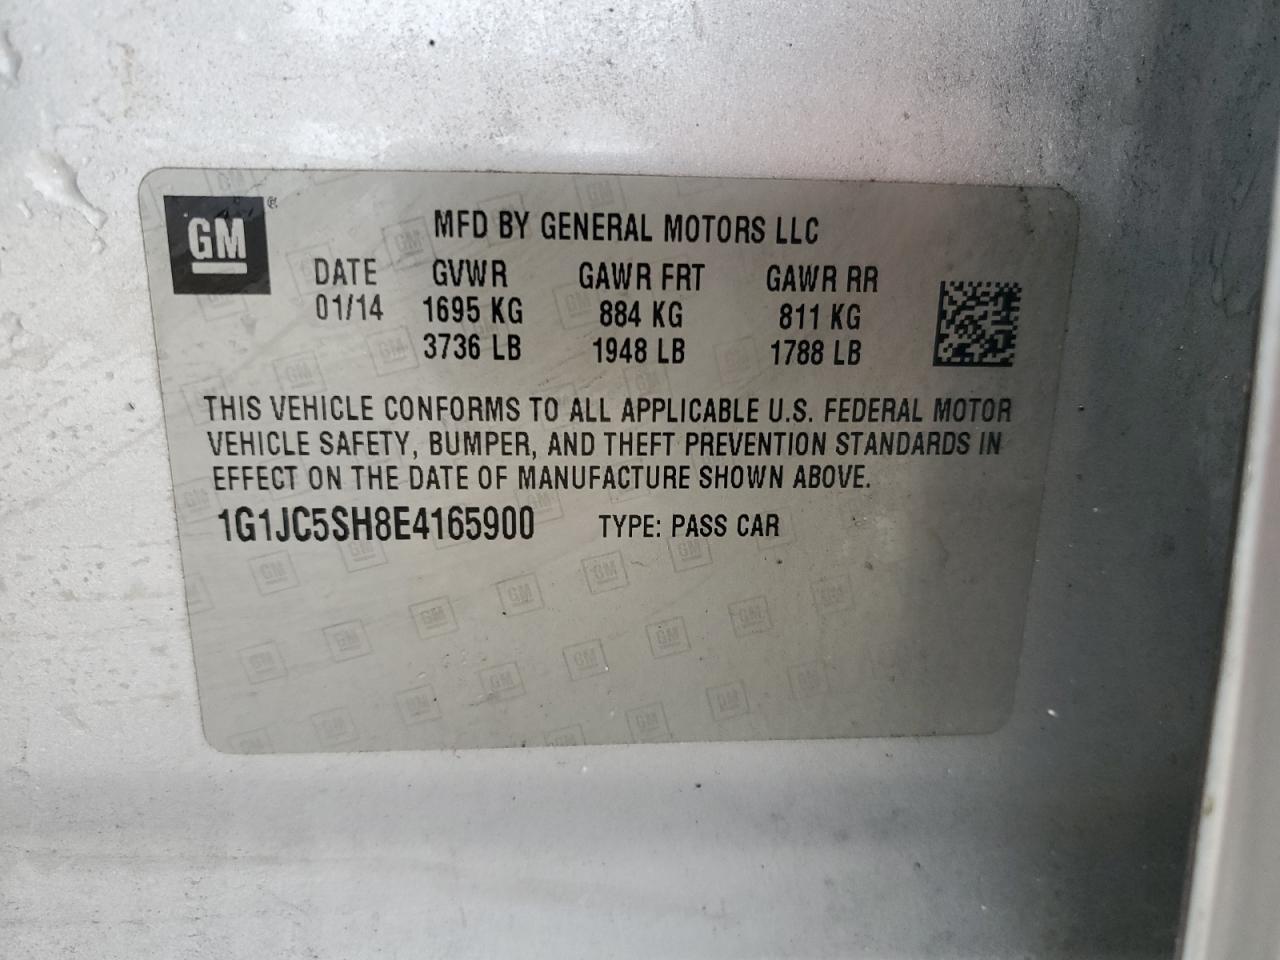 GM ®
MFD BY GENERAL MOTORS LLC
DATE GVWR GAWR FRT GAWR RR
01/14 1695 KG 884 KG 811 KG
3736 LB 1948 LB 1788 LB
THIS VEHICLE CONFORMS TO ALL APPLICABLE U.S. FEDERAL MOTOR
VEHICLE SAFETY, BUMPER, AND THEFT PREVENTION STANDARDS IN
EFFECT ON THE DATE OF MANUFACTURE SHOWN ABOVE.
1G1JC5SH8E4165900 TYPE: PASS CAR